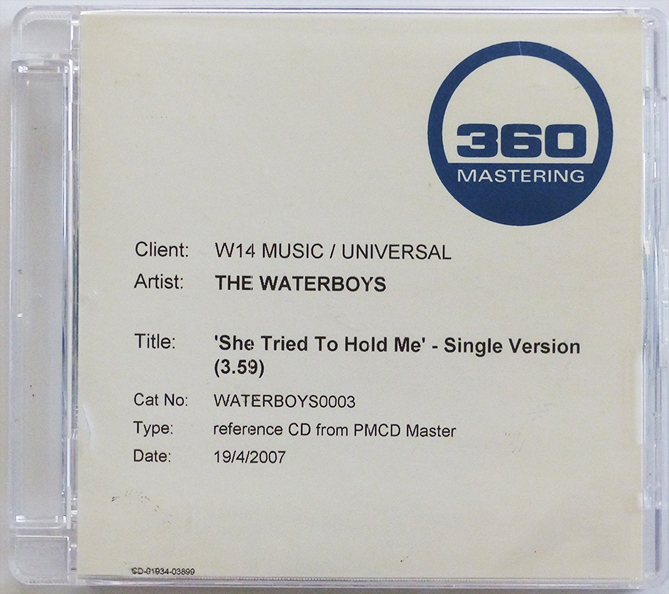 360
MASTERING
Client: W14 MUSIC / UNIVERSAL
Artist: THE WATERBOYS
Title: 'She Tried To Hold Me' - Single Version
(3.59)
Cat No: WATERBOYS0003
Type: reference CD from PMCD Master
Date: 19/4/2007
CD-01934-03899